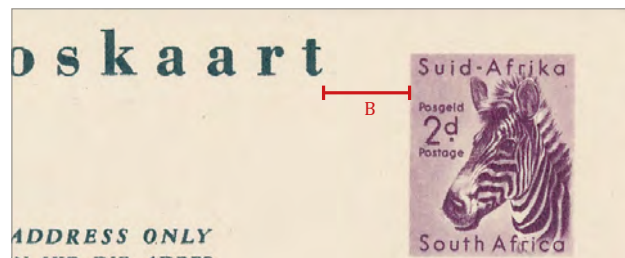 oskaart
Suid-Afrika
B
Posgeld
2d
Postage
ADDRESS ONLY
South Africa